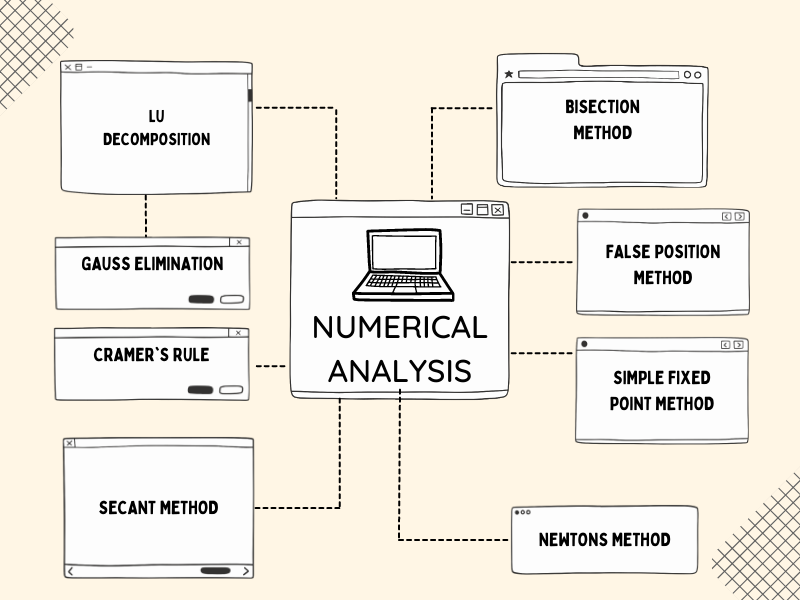 LU
DECOMPOSITION
BISECTION
METHOD
GAUSS ELIMINATION
FALSE POSITION
METHOD
NUMERICAL
ANALYSIS
CRAMER'S RULE
SIMPLE FIXED
POINT METHOD
SECANT METHOD
NEWTONS METHOD